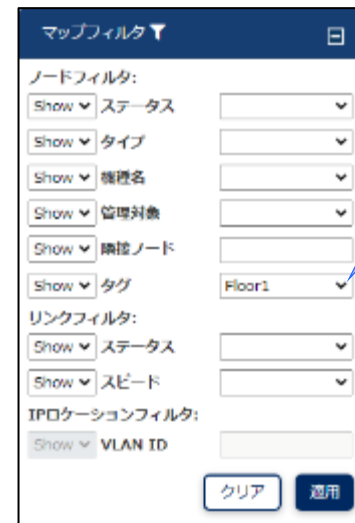 マップフィルタ
ノードフィルタ:
Show ステータス
Show タイプ
Show 機種名
Show 管理対象
Show 隣接ノード
Show タグ Floor1
リンクフィルタ:
Show ステータス
Show スピード
IPロケーションフィルタ:
Show VLAN ID
クリア 適用